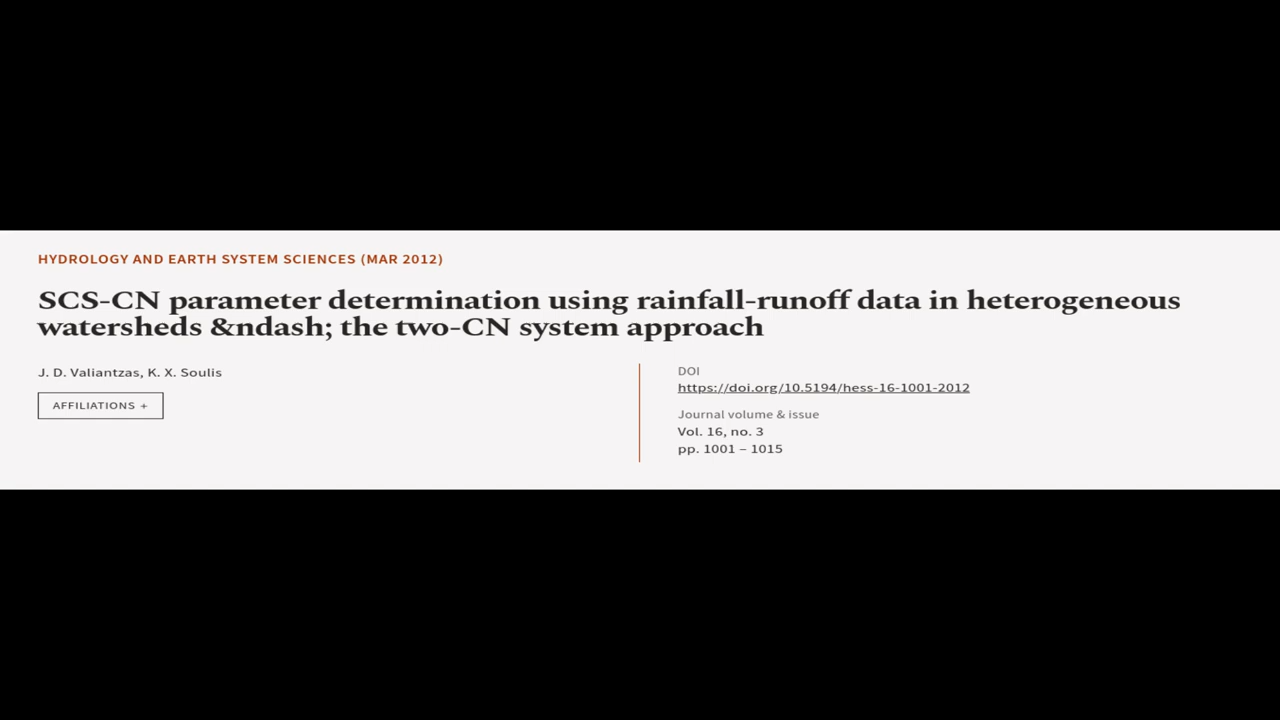 HYDROLOGY AND EARTH SYSTEM SCIENCES (MAR 2012)
SCS-CN parameter determination using rainfall-runoff data in heterogeneous
watersheds &ndash; the two-CN system approach
J. D. Valiantzas, K. X. Soulis
AFFILIATIONS +
DOI
https://doi.org/10.5194/hess-16-1001-2012
Journal volume & issue
Vol. 16, no. 3
pp. 1001 – 1015